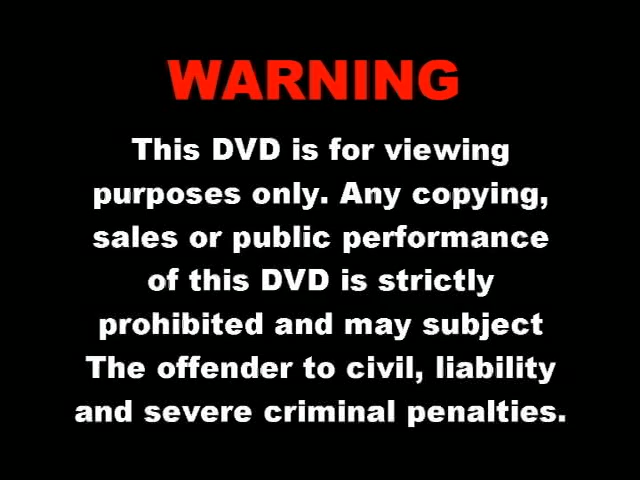 WARNING
This DVD is for viewing
purposes only. Any copying,
sales or public performance
of this DVD is strictly
prohibited and may subject
The offender to civil, liability
and severe criminal penalties.